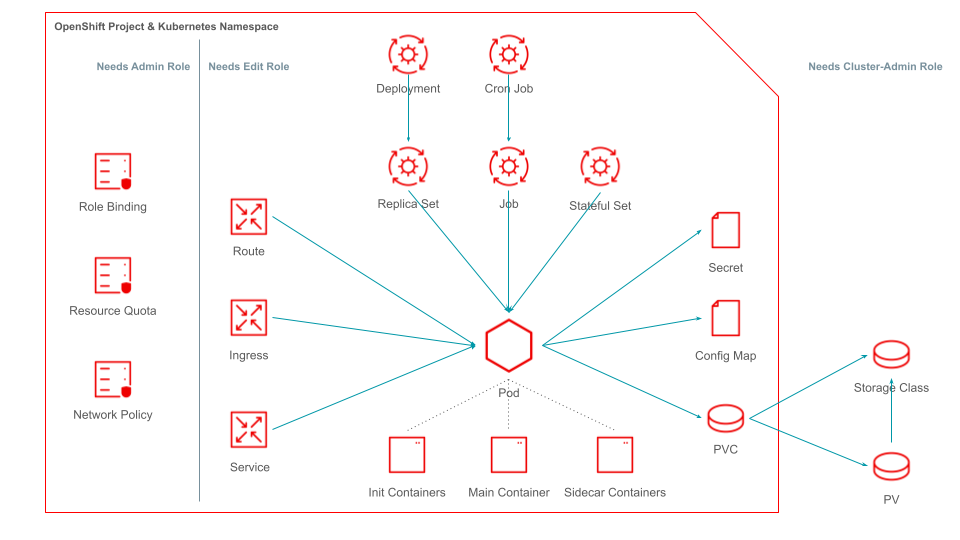 OpenShift Project & Kubernetes Namespace
Needs Admin Role
Needs Edit Role
Needs Cluster-Admin Role
Deployment
Cron Job
Replica Set
Job
Stateful Set
Role Binding
Route
Secret
Resource Quota
Ingress
Config Map
Storage Class
Pod
Network Policy
PVC
Service
Init Containers
Main Container
Sidecar Containers
PV